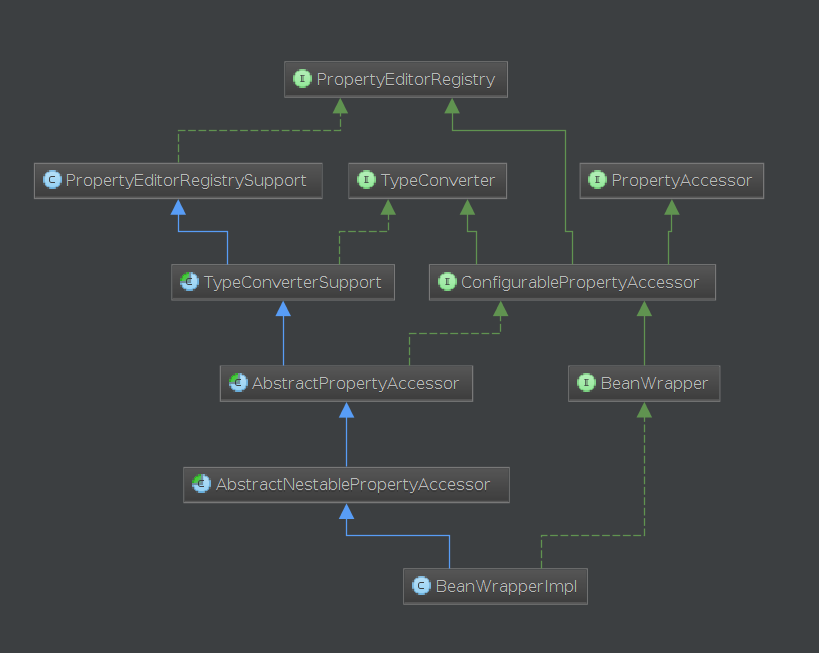 I PropertyEditorRegistry
C PropertyEditorRegistrySupport
I TypeConverter
I PropertyAccessor
C TypeConverterSupport
I ConfigurablePropertyAccessor
C AbstractPropertyAccessor
I BeanWrapper
C AbstractNestablePropertyAccessor
C BeanWrapperImpl